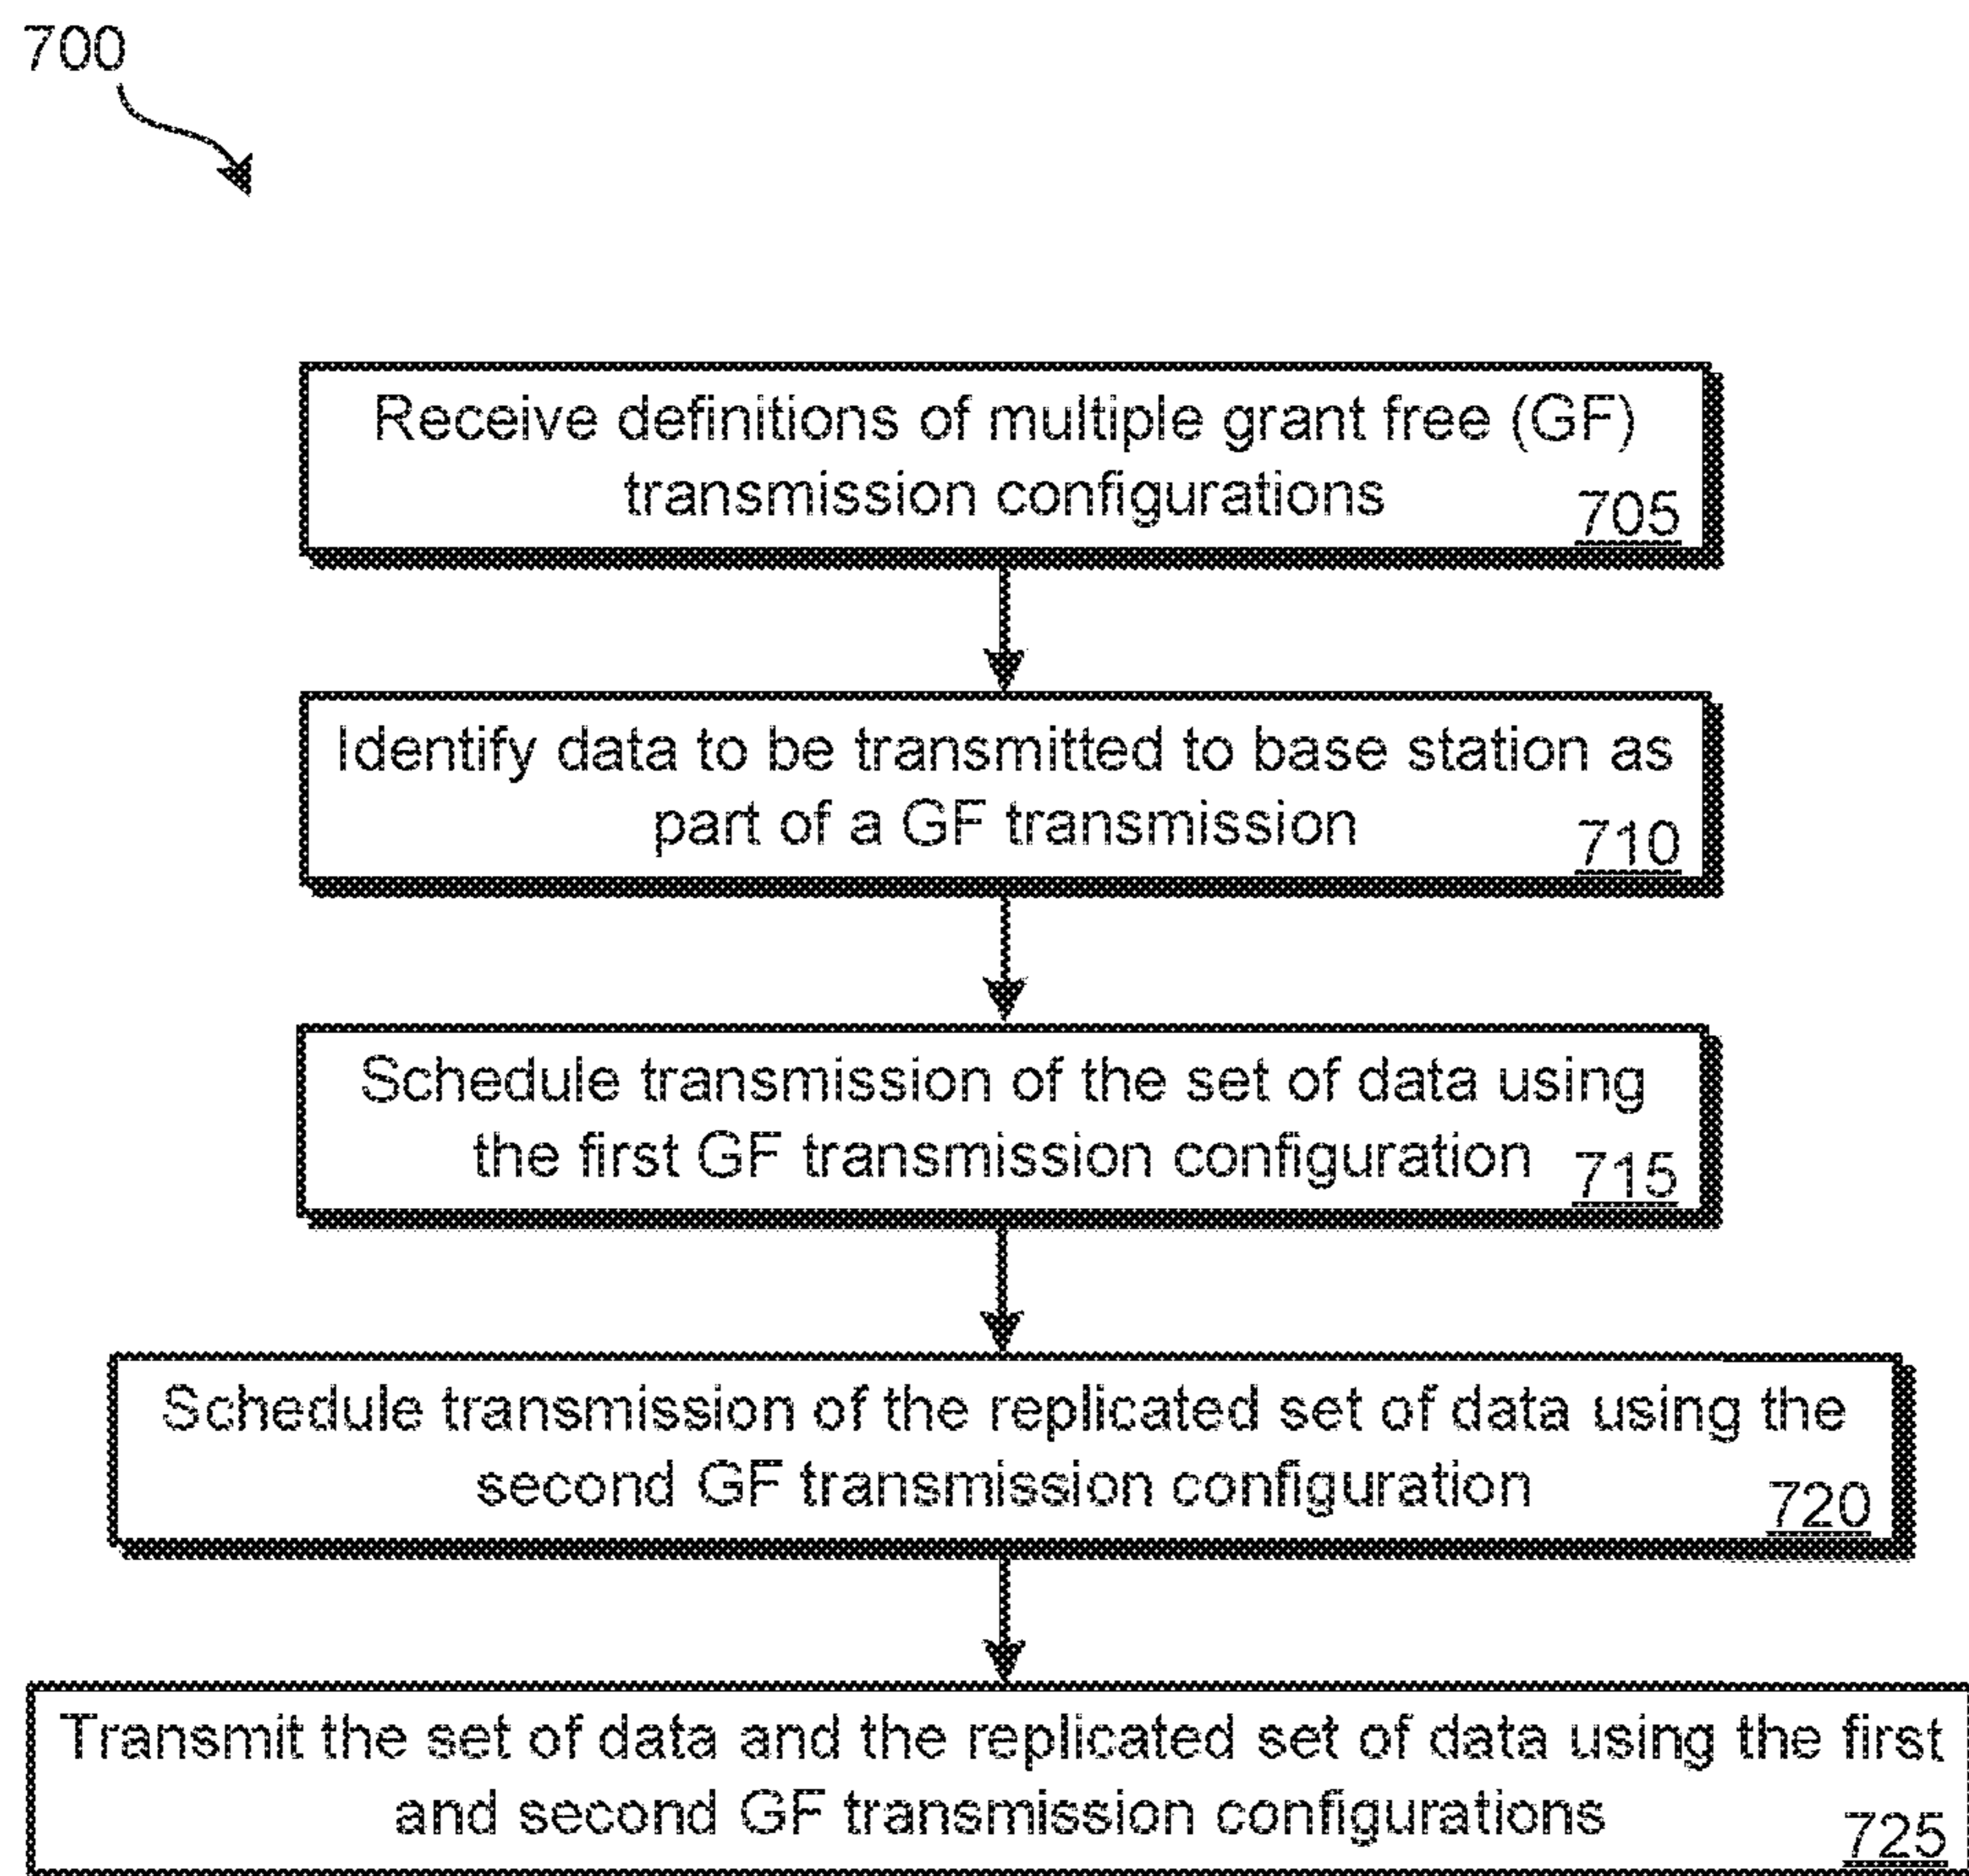 700
Receive definitions of multiple grant free (GF)
transmission configurations 705
Identify data to be transmitted to base station as
part of a GF transmission 710
Schedule transmission of the set of data using
the first GF transmission configuration 715
Schedule transmission of the replicated set of data using the
second GF transmission configuration 720
Transmit the set of data and the replicated set of data using the first
and second GF transmission configurations 725